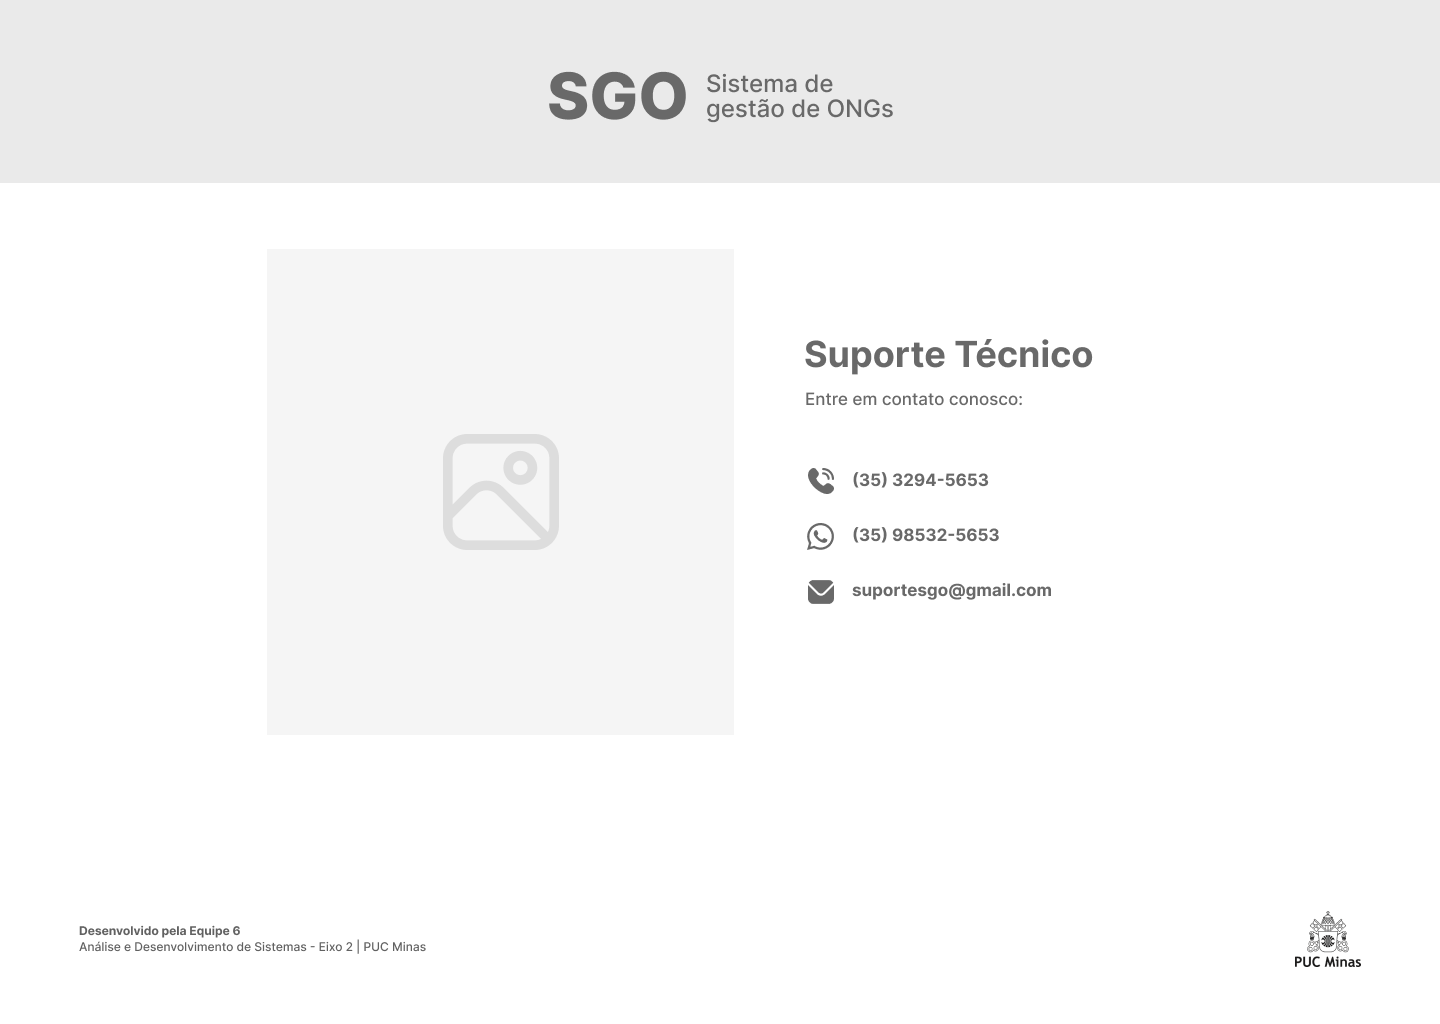 SGO
Sistema de
gestão de ONGs
Suporte Técnico
Entre em contato conosco:
(35) 3294-5653
(35) 98532-5653
suportesgo@gmail.com
Desenvolvido pela Equipe 6
Análise e Desenvolvimento de Sistemas - Eixo 2 | PUC Minas
PUC Minas